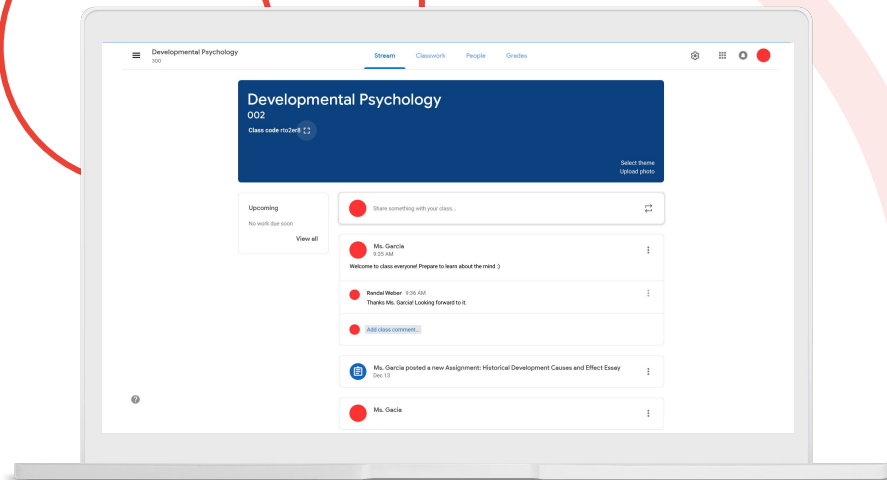 Developmental Psychology
300
Stream
Classwork
People
Grades
Developmental Psychology
002
Class code rto2er8
Select theme
Upload photo
Upcoming
No work due soon
View all
Share something with your class...
Ms. Garcia
9:35 AM
Welcome to class everyone! Prepare to learn about the mind :)
Randal Weber 9:36 AM
Thanks Ms. Garcia! Looking forward to it.
Add class comment...
Ms. Garcia posted a new Assignment: Historical Development Causes and Effect Essay
Dec 13
Ms. Gacia